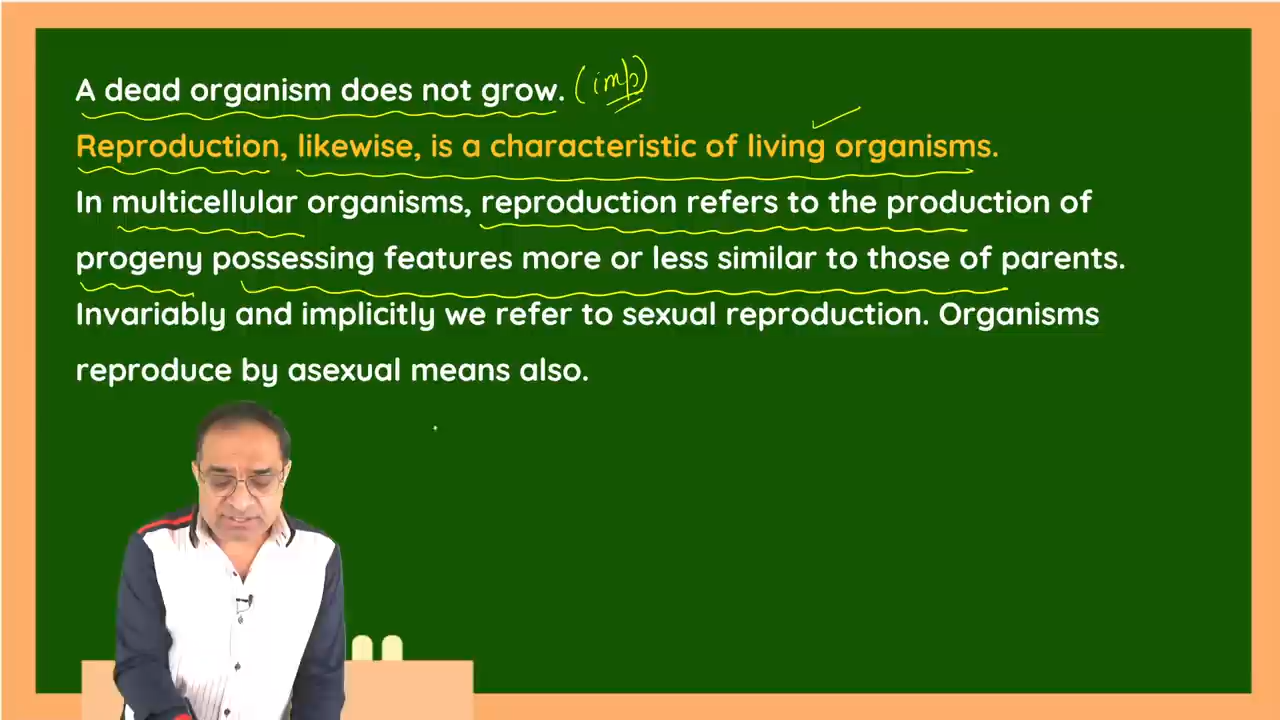 A dead organism does not grow. (imp)
Reproduction, likewise, is a characteristic of living organisms.
In multicellular organisms, reproduction refers to the production of
progeny possessing features more or less similar to those of parents.
Invariably and implicitly we refer to sexual reproduction. Organisms
reproduce by asexual means also.